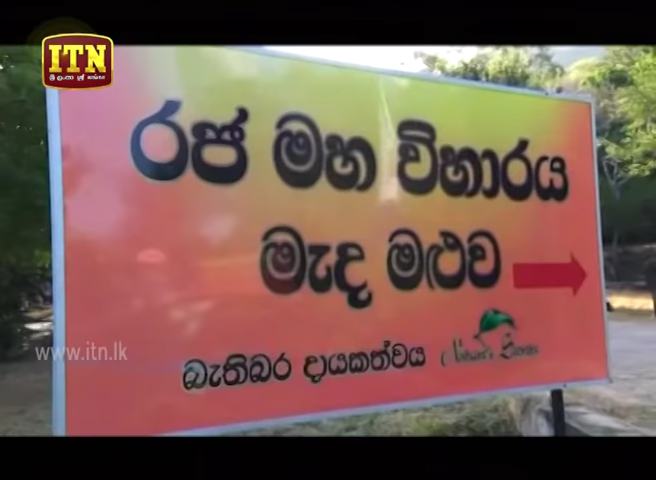 ITN
රජ මහ විහාරය
මැද මළුව
www.itn.lk
බැතිබර දායකත්වය